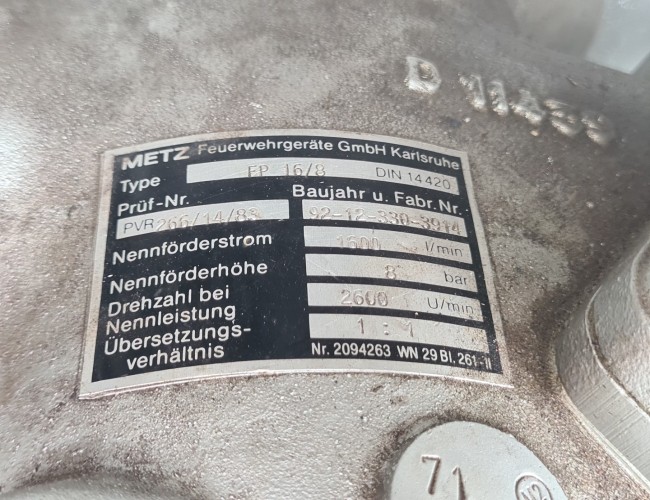 D 11459
METZ Feuerwehrgeräte GmbH Karlsruhe
Type FP 16/8 DIN 14420
Prüf-Nr. Baujahr u. Fabr. Nr.
PVR 266/14/83 92-12-330-3914
Nennförderstrom 1600 l/min
Nennförderhöhe 8 bar
Drehzahl bei
Nennleistung 2600 U/min
Übersetzungs-
verhältnis 1 : 1
Nr. 2094263 WN 29 Bl. 261-II
71